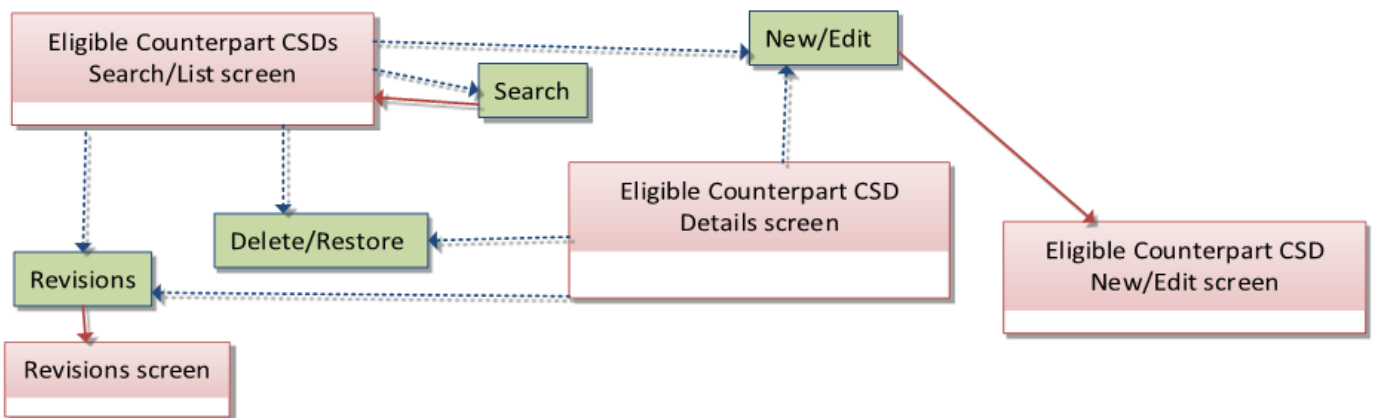 Eligible Counterpart CSDs
Search/List screen
New/Edit
Search
Eligible Counterpart CSD
Details screen
Delete/Restore
Eligible Counterpart CSD
New/Edit screen
Revisions
Revisions screen